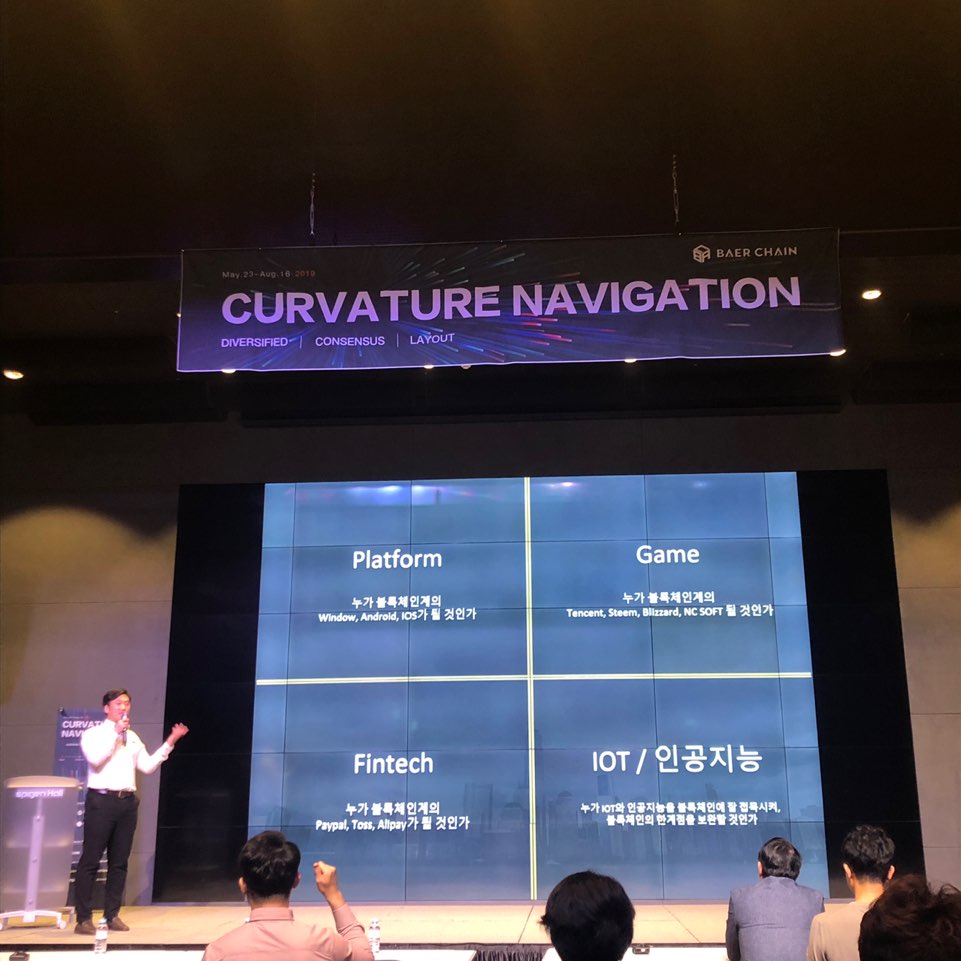 BAER CHAIN
May.23-Aug.16 2019
CURVATURE NAVIGATION
DIVERSIFIED | CONSENSUS | LAYOUT
Platform
누가 블록체인계의
Window, Android, IOS가 될 것인가
Game
누가 블록체인계의
Tencent, Steem, Blizzard, NC SOFT 될 것인가
Fintech
누가 블록체인계의
Paypal, Toss, Alipay가 될 것인가
IOT / 인공지능
누가 IOT와 인공지능을 블록체인에 잘 접목시켜,
블록체인의 한계점을 보완할 것인가
CURVAT
NAVI
spigen Hall